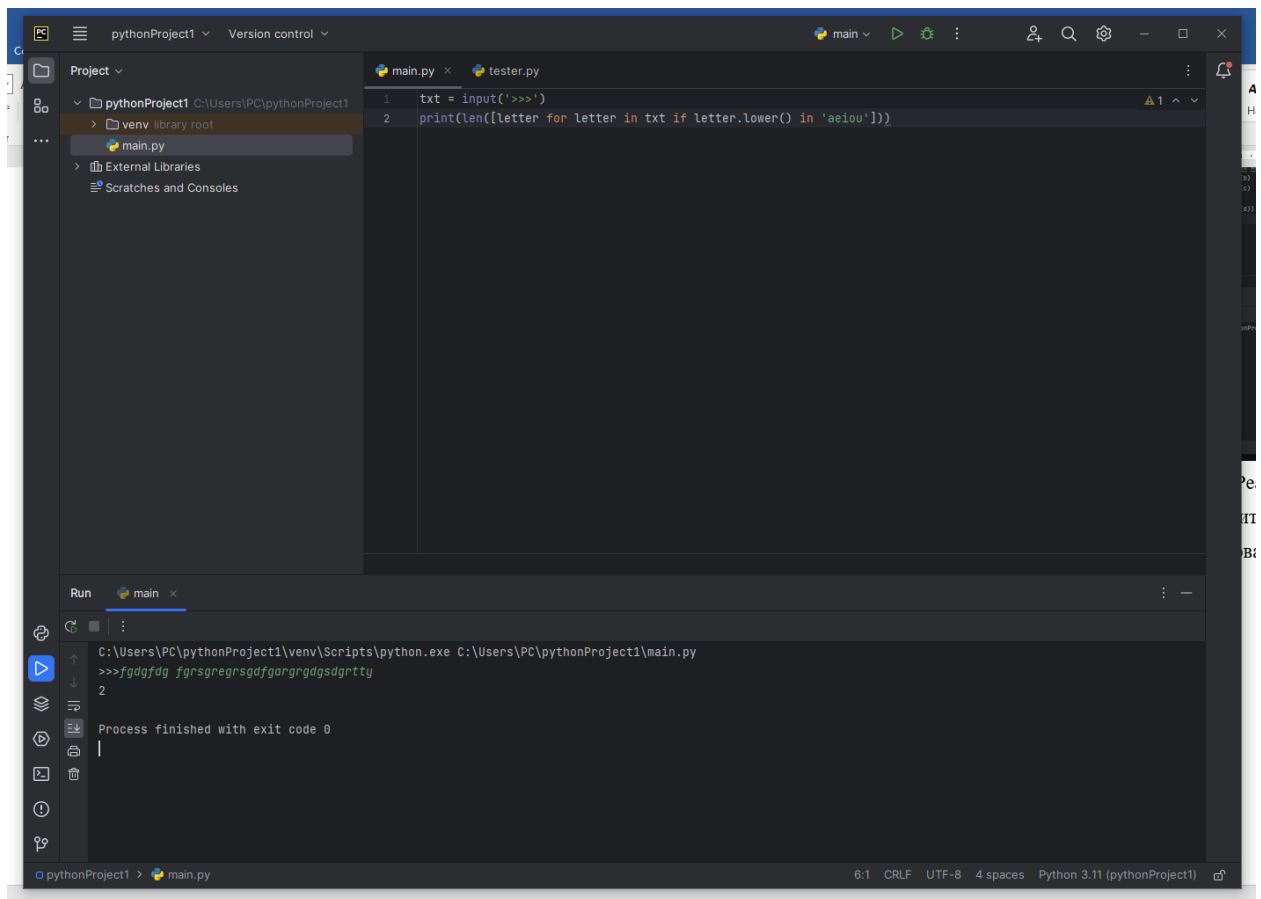 PC pythonProject1 Version control main
Project
main.py tester.py
pythonProject1 C:\Users\PC\pythonProject1
venv library root
main.py
External Libraries
Scratches and Consoles
1 txt = input('>>>')
2 print(len([letter for letter in txt if letter.lower() in 'aeiou']))
1
Run main
C:\Users\PC\pythonProject1\venv\Scripts\python.exe C:\Users\PC\pythonProject1\main.py
>>>fgdgfdg fgrsgregrsgdfgargrgdgsdgrtty
2
Process finished with exit code 0
pythonProject1 > main.py 6:1 CRLF UTF-8 4 spaces Python 3.11 (pythonProject1)